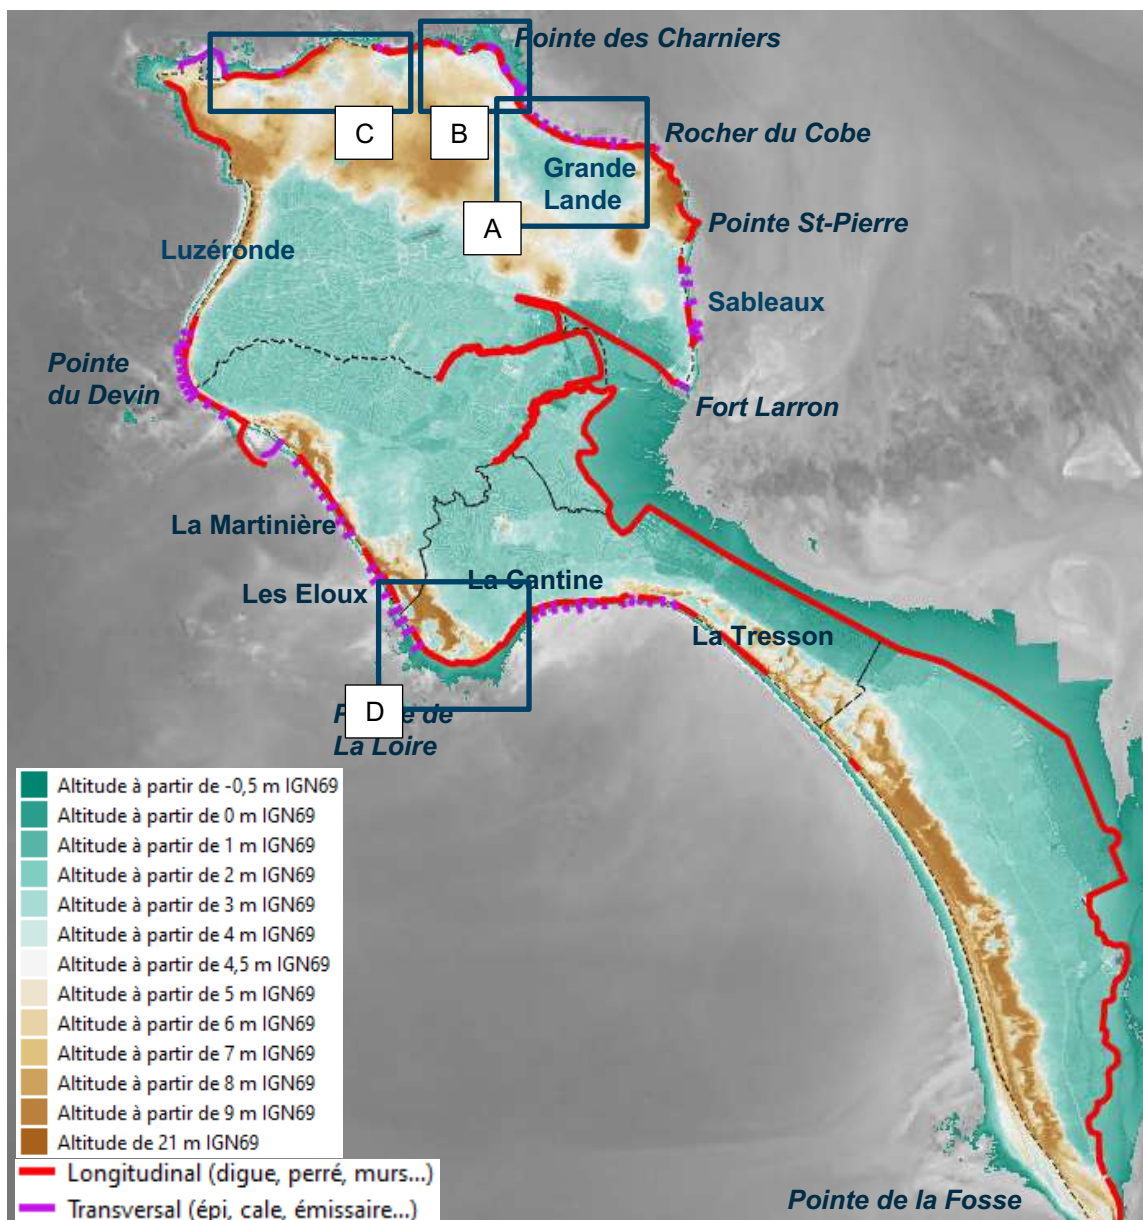 Pointe des Charniers
C
B
Rocher du Cobe
Grande
Lande
A
Pointe St-Pierre
Luzéronde
Sableaux
Pointe
du Devin
Fort Larron
La Martinière
La Cantine
Les Eloux
La Tresson
D
de
La Loire
Altitude à partir de -0,5 m IGN69
Altitude à partir de 0 m IGN69
Altitude à partir de 1 m IGN69
Altitude à partir de 2 m IGN69
Altitude à partir de 3 m IGN69
Altitude à partir de 4 m IGN69
Altitude à partir de 4,5 m IGN69
Altitude à partir de 5 m IGN69
Altitude à partir de 6 m IGN69
Altitude à partir de 7 m IGN69
Altitude à partir de 8 m IGN69
Altitude à partir de 9 m IGN69
Altitude de 21 m IGN69
Longitudinal (digue, perré, murs...)
Transversal (épi, cale, émissaire...)
Pointe de la Fosse